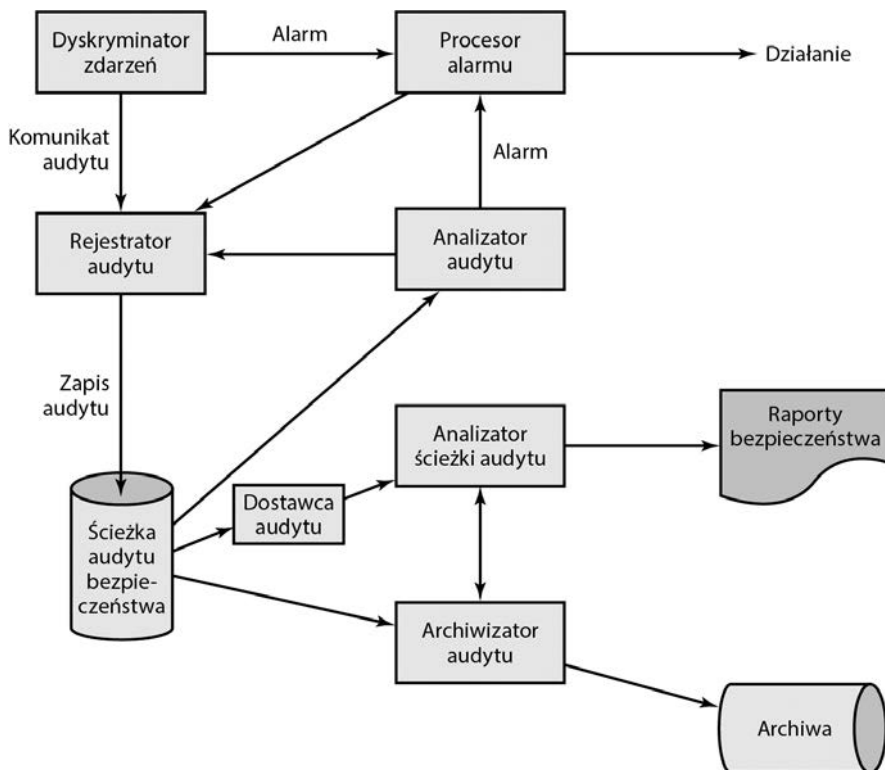 Dyskryminator
zdarzeń
Alarm
Procesor
alarmu
Działanie
Komunikat
audytu
Alarm
Rejestrator
audytu
Analizator
audytu
Zapis
audytu
Analizator
ścieżki audytu
Raporty
bezpieczeństwa
Dostawca
audytu
Ścieżka
audytu
bezpie-
czeństwa
Archiwizator
audytu
Archiwa